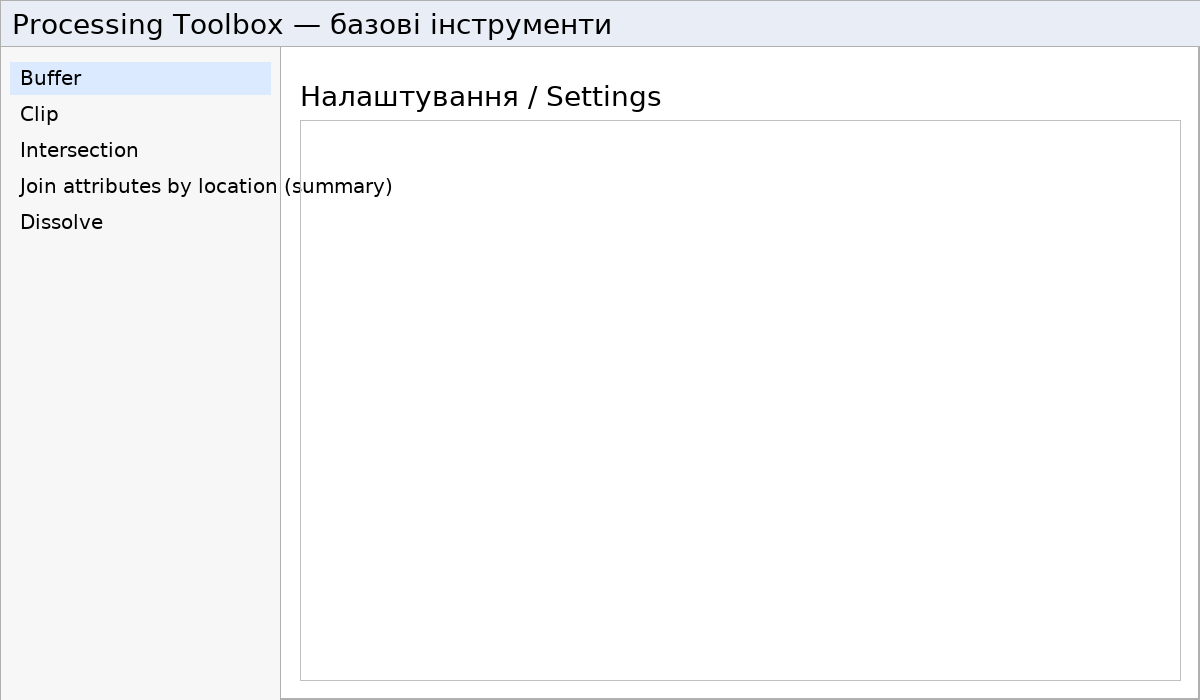 Processing Toolbox — базові інструменти
Buffer
Clip
Intersection
Join attributes by location (summary)
Dissolve
Налаштування / Settings